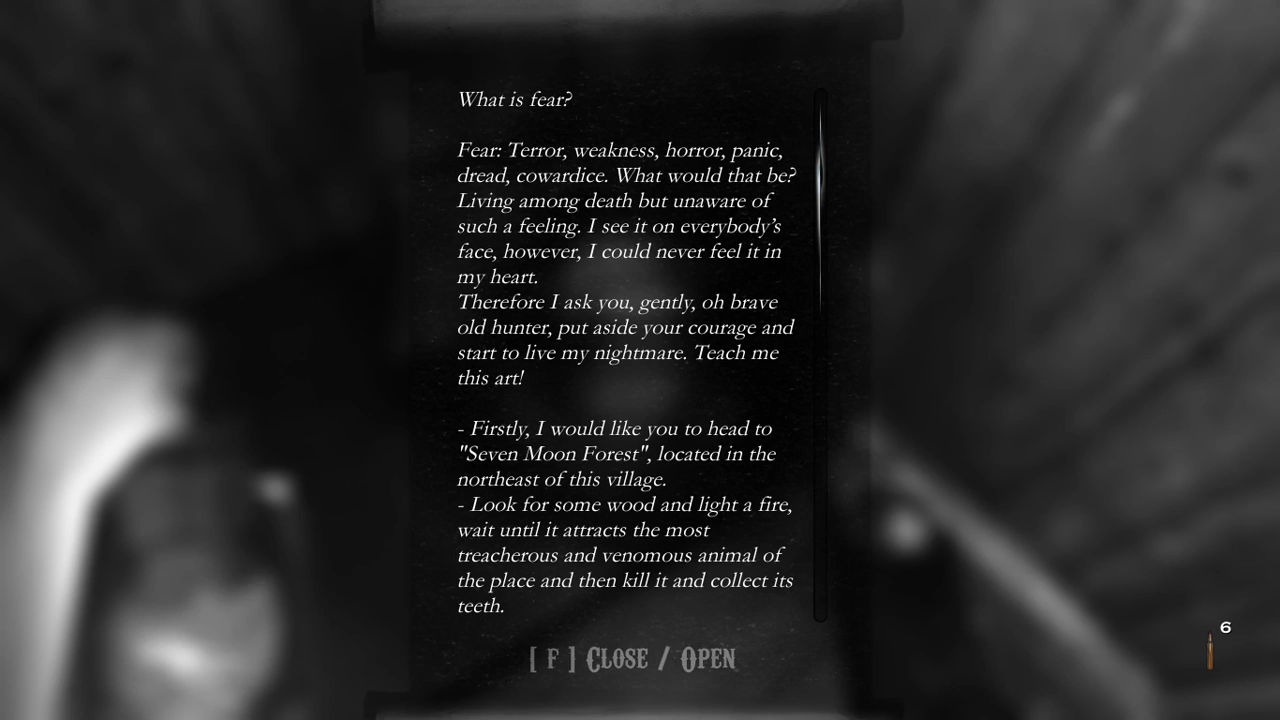 What is fear?
Fear: Terror, weakness, horror, panic,
dread, cowardice. What would that be?
Living among death but unaware of
such a feeling. I see it on everybody's
face, however, I could never feel it in
my heart.
Therefore I ask you, gently, oh brave
old hunter, put aside your courage and
start to live my nightmare. Teach me
this art!
- Firstly, I would like you to head to
"Seven Moon Forest", located in the
northeast of this village.
- Look for some wood and light a fire,
wait until it attracts the most
treacherous and venomous animal of
the place and then kill it and collect its
teeth.
[ F ] Close / Open
6